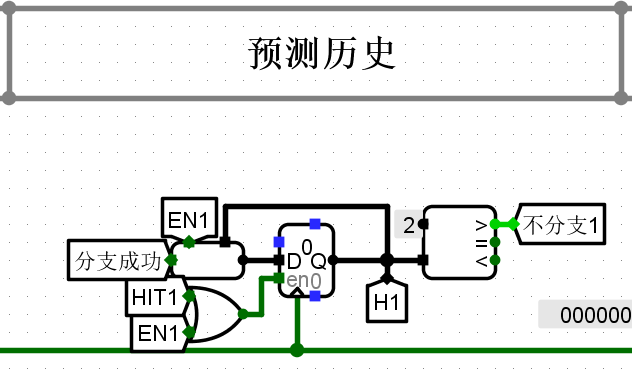 预测历史
EN1
2
>
=
<
不分支1
分支成功
0
D Q
en0
HIT1
EN1
H1
000000